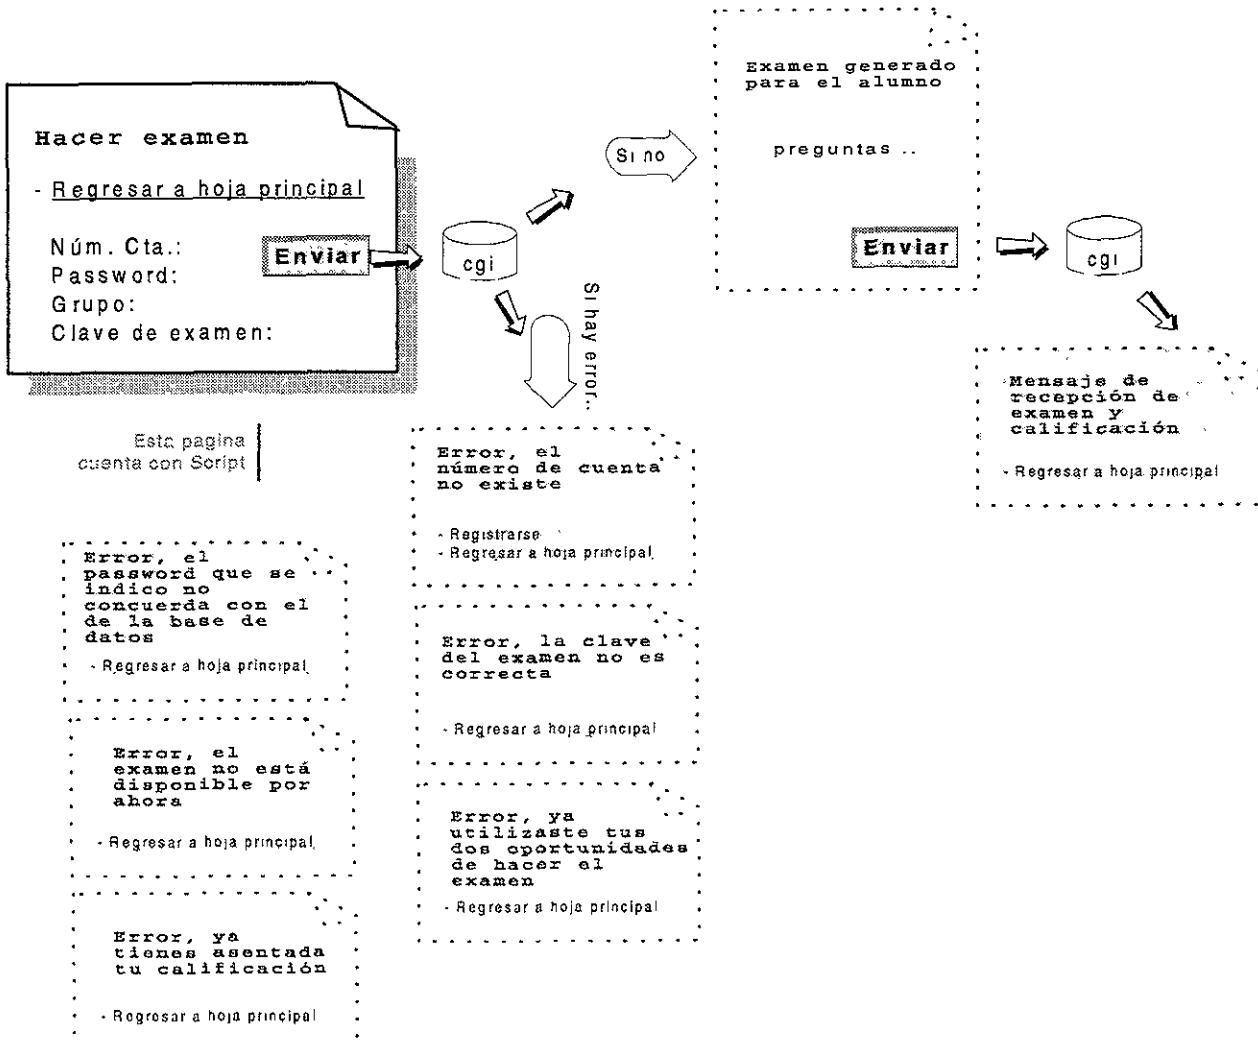 Hacer examen
- Regresar a hoja principal
Núm. Cta.:
Password:
Grupo:
Clave de examen:
Enviar
cgi
Si no
Examen generado
para el alumno
preguntas ..
Enviar
cgi
Si hay error..
Mensaje de
recepción de
examen y
calificación
- Regresar a hoja principal
Esta pagina
cuenta con Script
Error, el
número de cuenta
no existe
- Registrarse
- Regresar a hoja principal
Error, el
password que se
indico no
concuerda con el
de la base de
datos
- Regresar a hoja principal
Error, la clave
del examen no es
correcta
- Regresar a hoja principal
Error, el
examen no está
disponible por
ahora
- Regresar a hoja principal
Error, ya
utilizaste tus
dos oportunidades
de hacer el
examen
- Regresar a hoja principal
Error, ya
tienes asentada
tu calificación
- Regresar a hoja principal